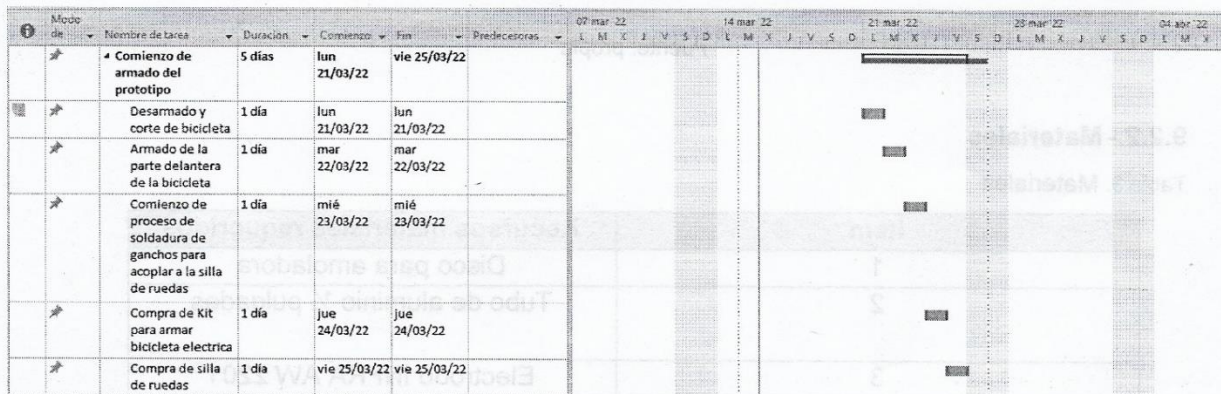 Modo
de Nombre de tarea Duración Comienzo Fin Predecesoras
07 mar '22 14 mar '22 21 mar '22 28 mar '22 04 abr '22
L M X J V S D L M X J V S D L M X J V S D L M X J V S D L M X
Comienzo de armado del prototipo 5 días lun 21/03/22 vie 25/03/22
Desarmado y corte de bicicleta 1 día lun 21/03/22 lun 21/03/22
Armado de la parte delantera de la bicicleta 1 día mar 22/03/22 mar 22/03/22
Comienzo de proceso de soldadura de ganchos para acoplar a la silla de ruedas 1 día mié 23/03/22 mié 23/03/22
Compra de Kit para armar bicicleta electrica 1 día jue 24/03/22 jue 24/03/22
Compra de silla de ruedas 1 día vie 25/03/22 vie 25/03/22
9.2.2- Materiales
Materiales
1 Disco para amoladora
2 Tubo de aluminio pulgadas
3